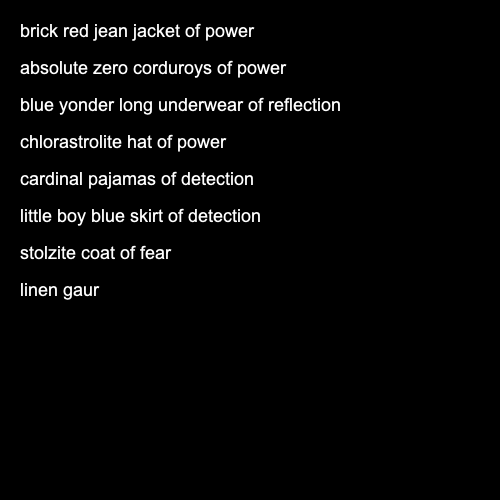 brick red jean jacket of power
absolute zero corduroys of power
blue yonder long underwear of reflection
chlorastrolite hat of power
cardinal pajamas of detection
little boy blue skirt of detection
stolzite coat of fear
linen gaur